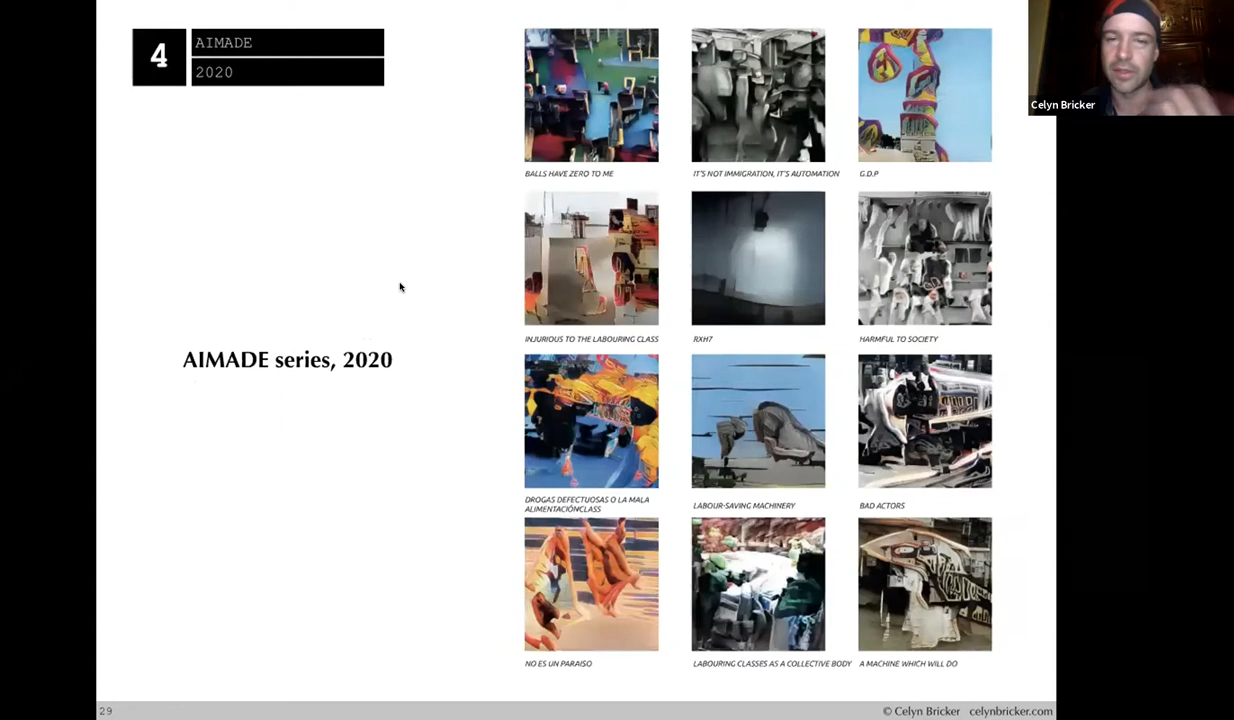 4
AIMADE
2020
AIMADE series, 2020
BALLS HAVE ZERO TO ME
IT'S NOT IMMIGRATION, IT'S AUTOMATION
G.D.P
INJURIOUS TO THE LABOURING CLASS
RXH7
HARMFUL TO SOCIETY
DROGAS DEFECTUOSAS O LA MALA
ALIMENTACIÓNCLASS
LABOUR-SAVING MACHINERY
BAD ACTORS
NO ES UN PARAISO
LABOURING CLASSES AS A COLLECTIVE BODY
A MACHINE WHICH WILL DO
29
© Celyn Bricker celynbricker.com
Celyn Bricker